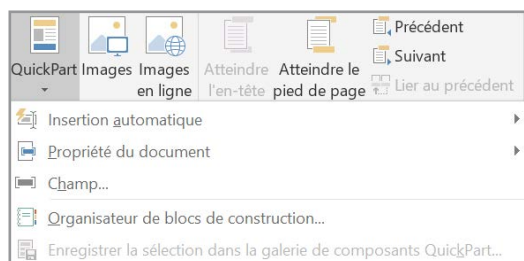 Précédent
Suivant
QuickPart Images Images Atteindre Atteindre le
en ligne l'en-tête pied de page Lier au précédent
Insertion automatique
Propriété du document
Champ...
Organisateur de blocs de construction...
Enregistrer la sélection dans la galerie de composants QuickPart...